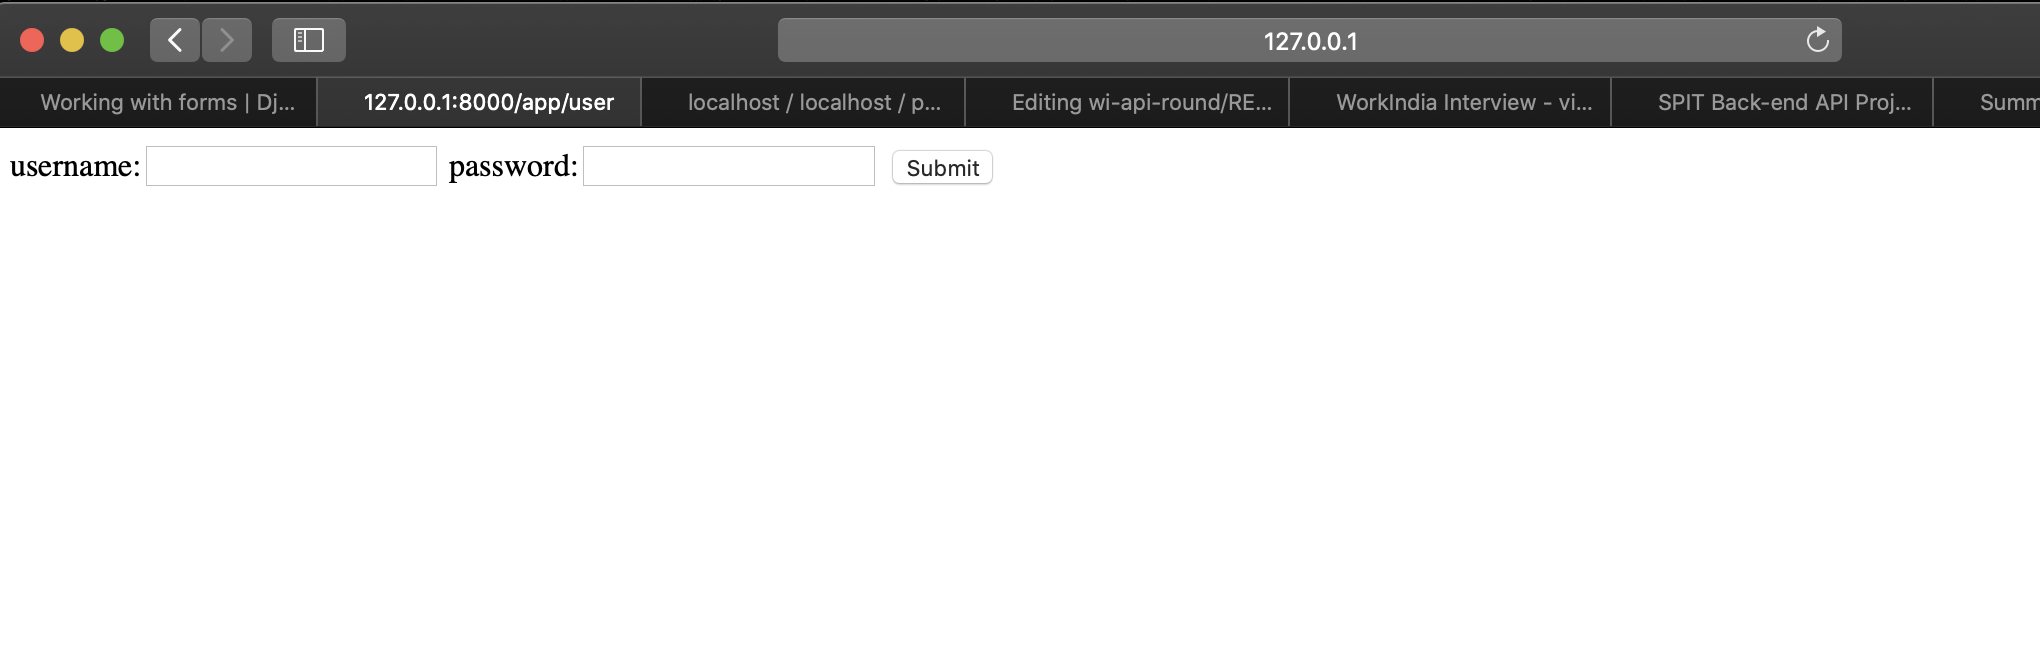 127.0.0.1
Working with forms | Dj... 127.0.0.1:8000/app/user localhost / localhost / p... Editing wi-api-round/RE... WorkIndia Interview - vi... SPIT Back-end API Proj... Summ
username: password: Submit